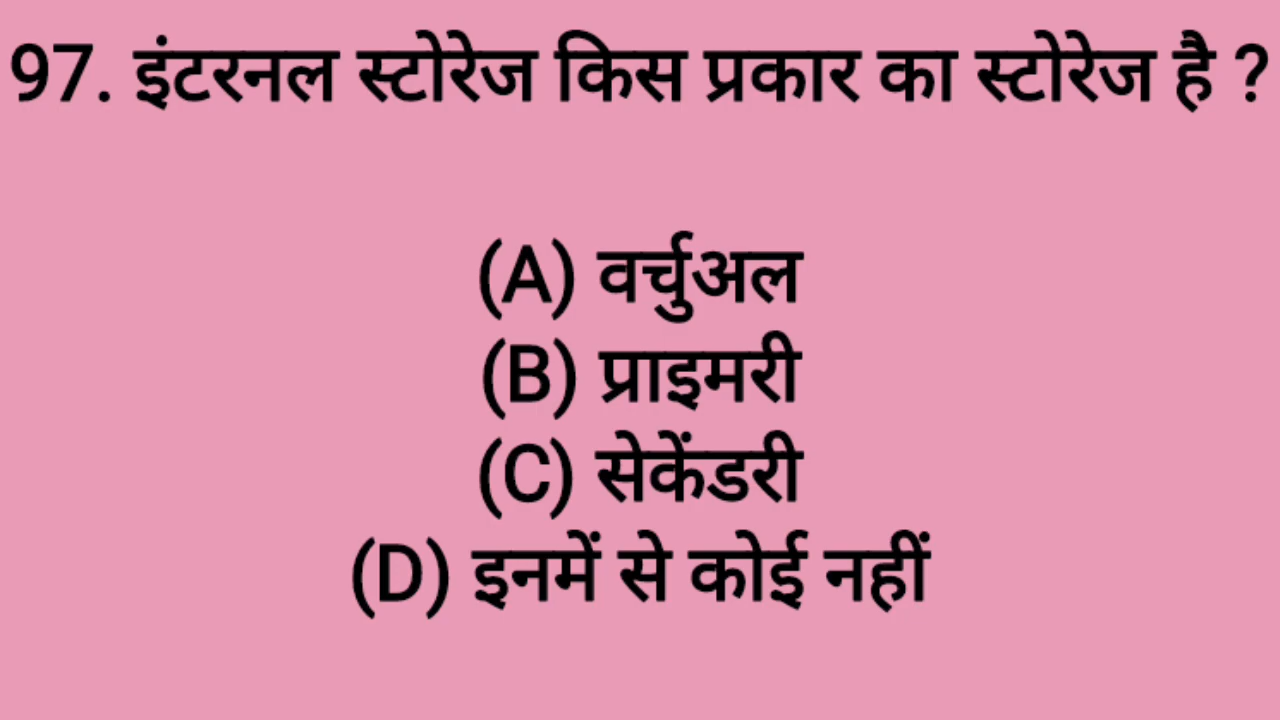 97. इंटरनल स्टोरेज किस प्रकार का स्टोरेज है ?
(A) वर्चुअल
(B) प्राइमरी
(C) सेकेंडरी
(D) इनमें से कोई नहीं